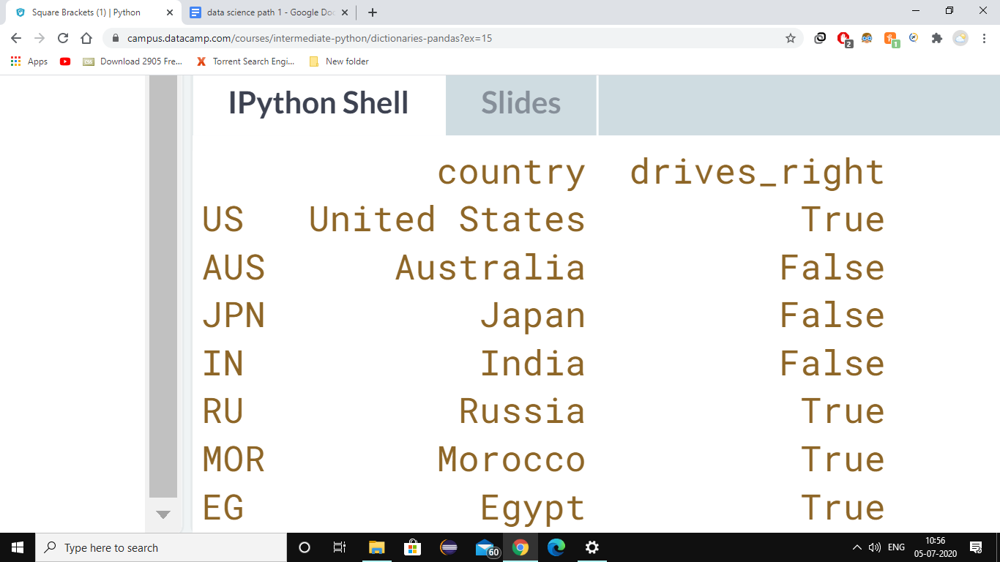 Square Brackets (1) | Python
data science path 1 - Google Doc
campus.datacamp.com/courses/intermediate-python/dictionaries-pandas?ex=15
2
1
Apps
Download 2905 Fre...
Torrent Search Engi...
New folder
IPython Shell Slides
country drives_right
US United States True
AUS Australia False
JPN Japan False
IN India False
RU Russia True
MOR Morocco True
EG Egypt True
Type here to search
60
ENG
10:56
05-07-2020